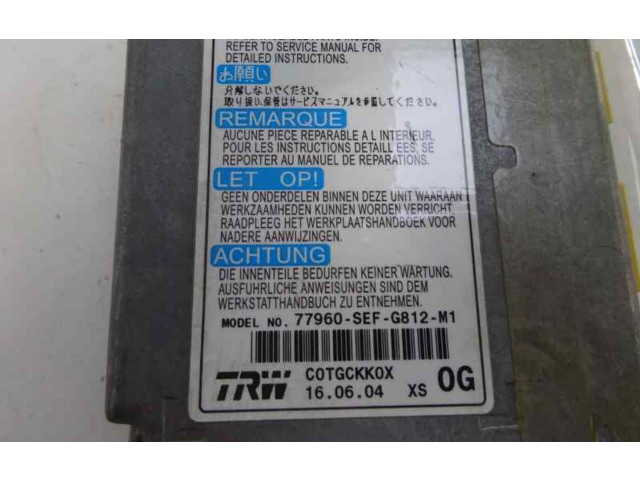 PARTS INSIDE.
REFER TO SERVICE MANUAL FOR
DETAILED INSTRUCTIONS.
お願い
分解しないでください。
取り扱い、保管はサービスマニュアルを参照してください。
REMARQUE
AUCUNE PIECE REPARABLE A L INTERIEUR.
POUR LES INSTRUCTIONS DETAILL EES, SE
REPORTER AU MANUEL DE REPARATIONS.
LET OP!
GEEN ONDERDELEN BINNEN DEZE UNIT WAARAAN
WERKZAAMHEDEN KUNNEN WORDEN VERRICHT.
RAADPLEEG HET WERKPLAATSHANDBOEK VOOR
NADERE AANWIJZINGEN.
ACHTUNG
DIE INNENTEILE BEDURFEN KEINER WARTUNG.
AUSFUHRLICHE ANWEISUNGEN SIND DEM
WERKSTATTHANDBUCH ZU ENTNEHMEN.
MODEL NO. 77960-SEF-G812-M1
TRW C0TGCKK0X
16.06.04 XS 0G